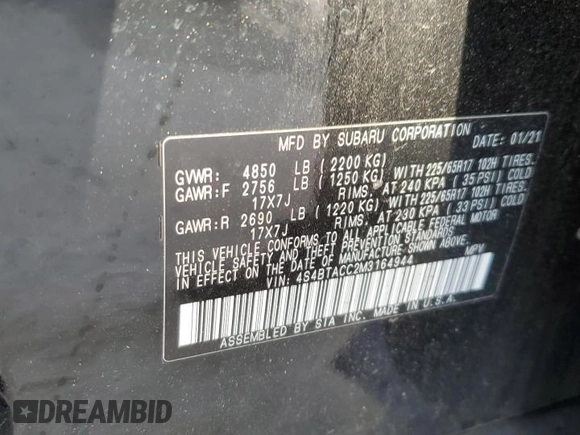 MFD BY SUBARU CORPORATION DATE: 01/21
GVWR: 4850 LB ( 2200 KG)
GAWR:F 2756 LB ( 1250 KG) WITH 225/65R17 102H TIRES.
17X7J RIMS. AT 240 KPA ( 35 PSI) COLD
GAWR:R 2690 LB ( 1220 KG) WITH 225/65R17 102H TIRES.
17X7J RIMS. AT 230 KPA ( 33 PSI) COLD
THIS VEHICLE CONFORMS TO ALL APPLICABLE FEDERAL MOTOR
VEHICLE SAFETY AND THEFT PREVENTION STANDARDS
IN EFFECT ON DATE OF MANUFACTURE SHOWN ABOVE.
VIN: 4S4BTACC2M3164944 MPV
ASSEMBLED BY SIA INC. MADE IN U.S.A.
DREAMBID